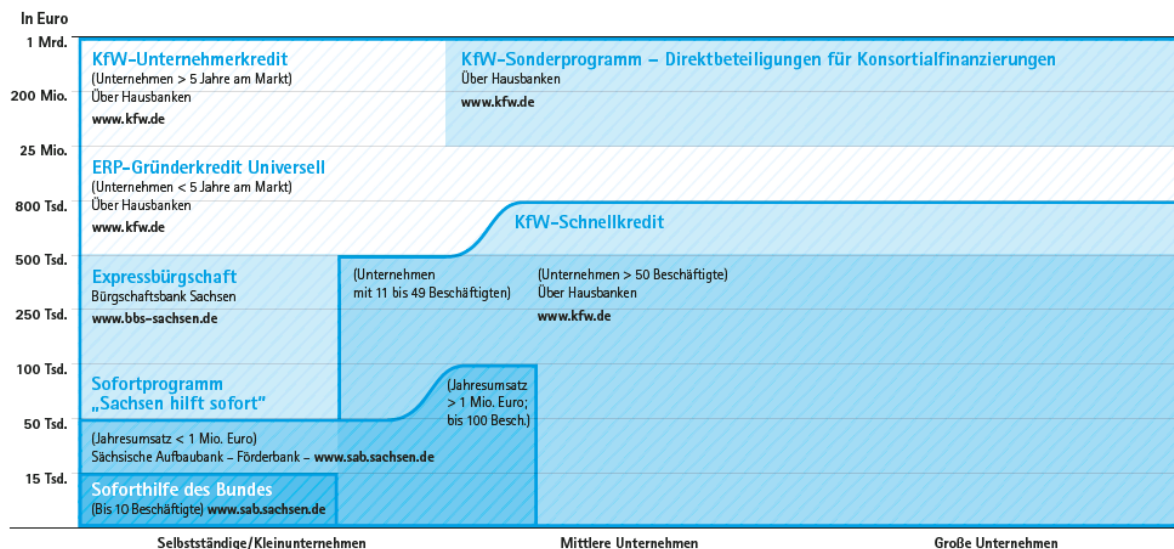 In Euro
1 Mrd.
200 Mio.
25 Mio.
800 Tsd.
500 Tsd.
250 Tsd.
100 Tsd.
50 Tsd.
15 Tsd.
KfW-Unternehmerkredit
(Unternehmen > 5 Jahre am Markt)
Über Hausbanken
www.kfw.de
KfW-Sonderprogramm – Direktbeteiligungen für Konsortialfinanzierungen
Über Hausbanken
www.kfw.de
ERP-Gründerkredit Universell
(Unternehmen < 5 Jahre am Markt)
Über Hausbanken
www.kfw.de
KfW-Schnellkredit
(Unternehmen
mit 11 bis 49 Beschäftigten)
(Unternehmen > 50 Beschäftigte)
Über Hausbanken
www.kfw.de
Expressbürgschaft
Bürgschaftsbank Sachsen
www.bbs-sachsen.de
Sofortprogramm
„Sachsen hilft sofort“
(Jahresumsatz
> 1 Mio. Euro;
bis 100 Besch.)
(Jahresumsatz < 1 Mio. Euro)
Sächsische Aufbaubank – Förderbank – www.sab.sachsen.de
Soforthilfe des Bundes
(Bis 10 Beschäftigte) www.sab.sachsen.de
Selbstständige/Kleinunternehmen
Mittlere Unternehmen
Große Unternehmen